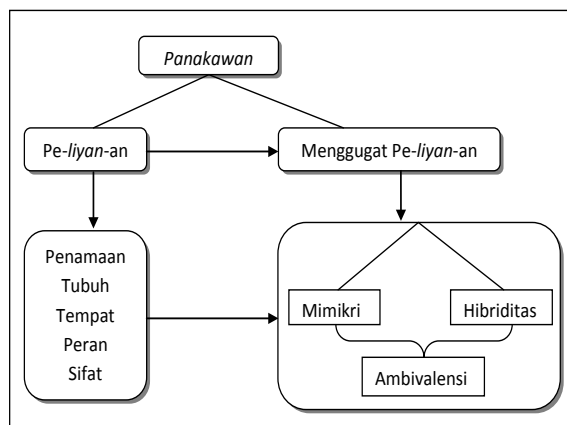 Panakawan
Pe-liyan-an
Menggugat Pe-liyan-an
Penamaan
Tubuh
Tempat
Peran
Sifat
Mimikri
Hibriditas
Ambivalensi